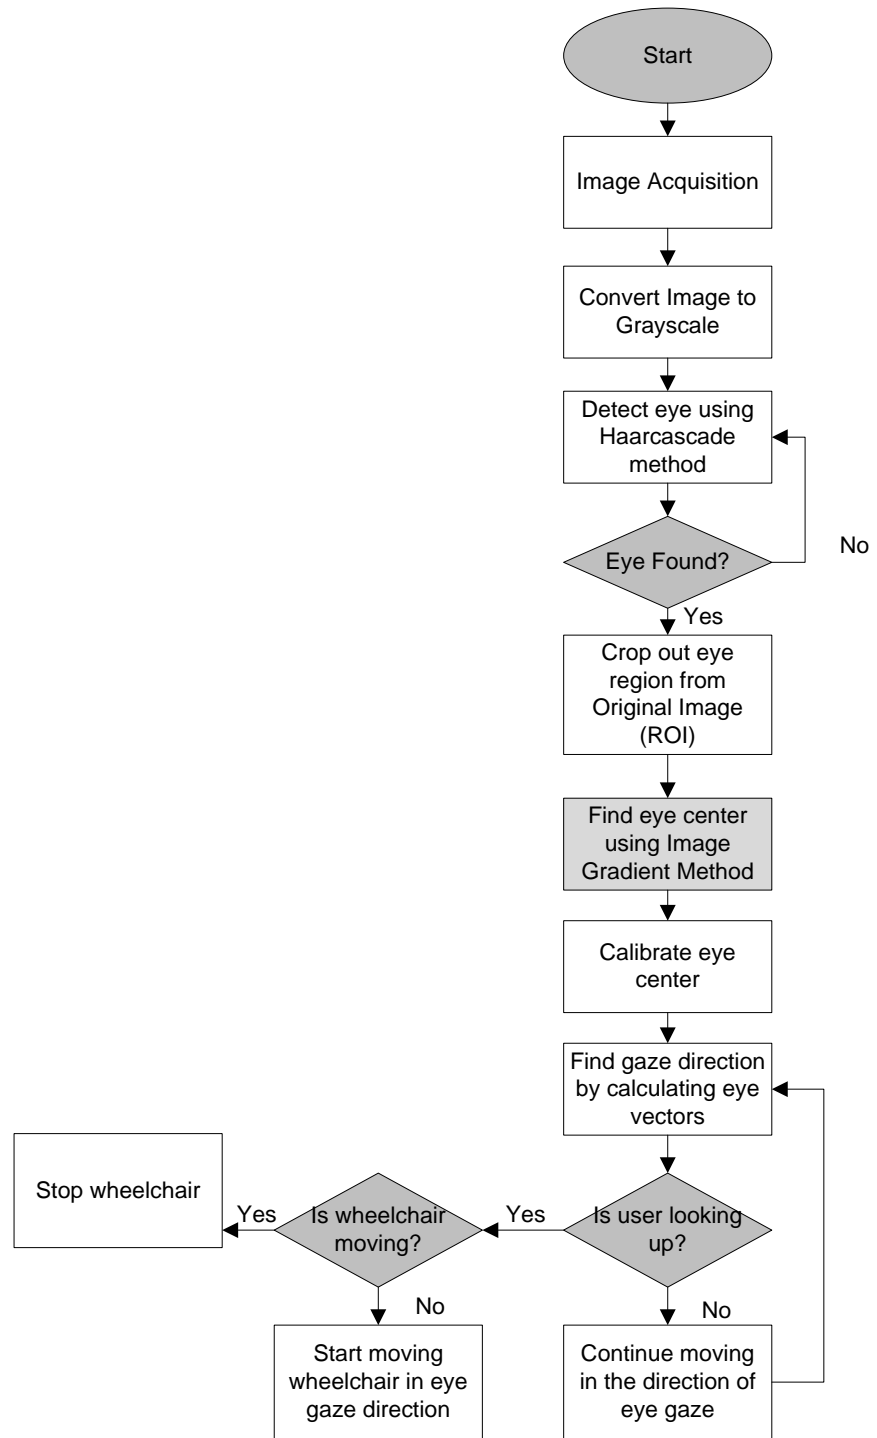 Start
Image Acquisition
Convert Image to
Grayscale
Detect eye using
Haarcascade
method
No
Eye Found?
Yes
Crop out eye
region from
Original Image
(ROI)
Find eye center
using Image
Gradient Method
Calibrate eye
center
Find gaze direction
by calculating eye
vectors
Stop wheelchair
Yes
Is wheelchair
moving?
Yes
Is user looking
up?
No
No
Start moving
wheelchair in eye
gaze direction
Continue moving
in the direction of
eye gaze